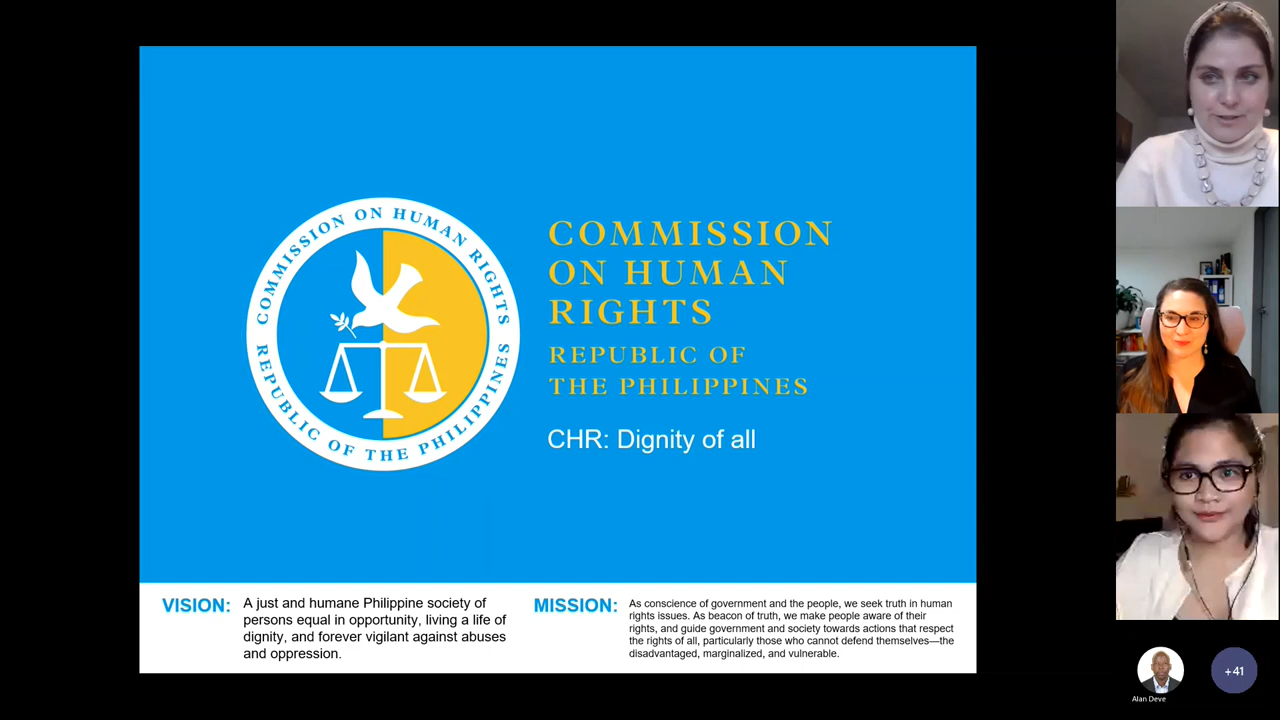 COMMISSION ON HUMAN RIGHTS
REPUBLIC OF THE PHILIPPINES
COMMISSION
ON HUMAN
RIGHTS
REPUBLIC OF
THE PHILIPPINES
CHR: Dignity of all
VISION:
A just and humane Philippine society of
persons equal in opportunity, living a life of
dignity, and forever vigilant against abuses
and oppression.
MISSION:
As conscience of government and the people, we seek truth in human
rights issues. As beacon of truth, we make people aware of their
rights, and guide government and society towards actions that respect
the rights of all, particularly those who cannot defend themselves—the
disadvantaged, marginalized, and vulnerable.
Alan Deve
+41